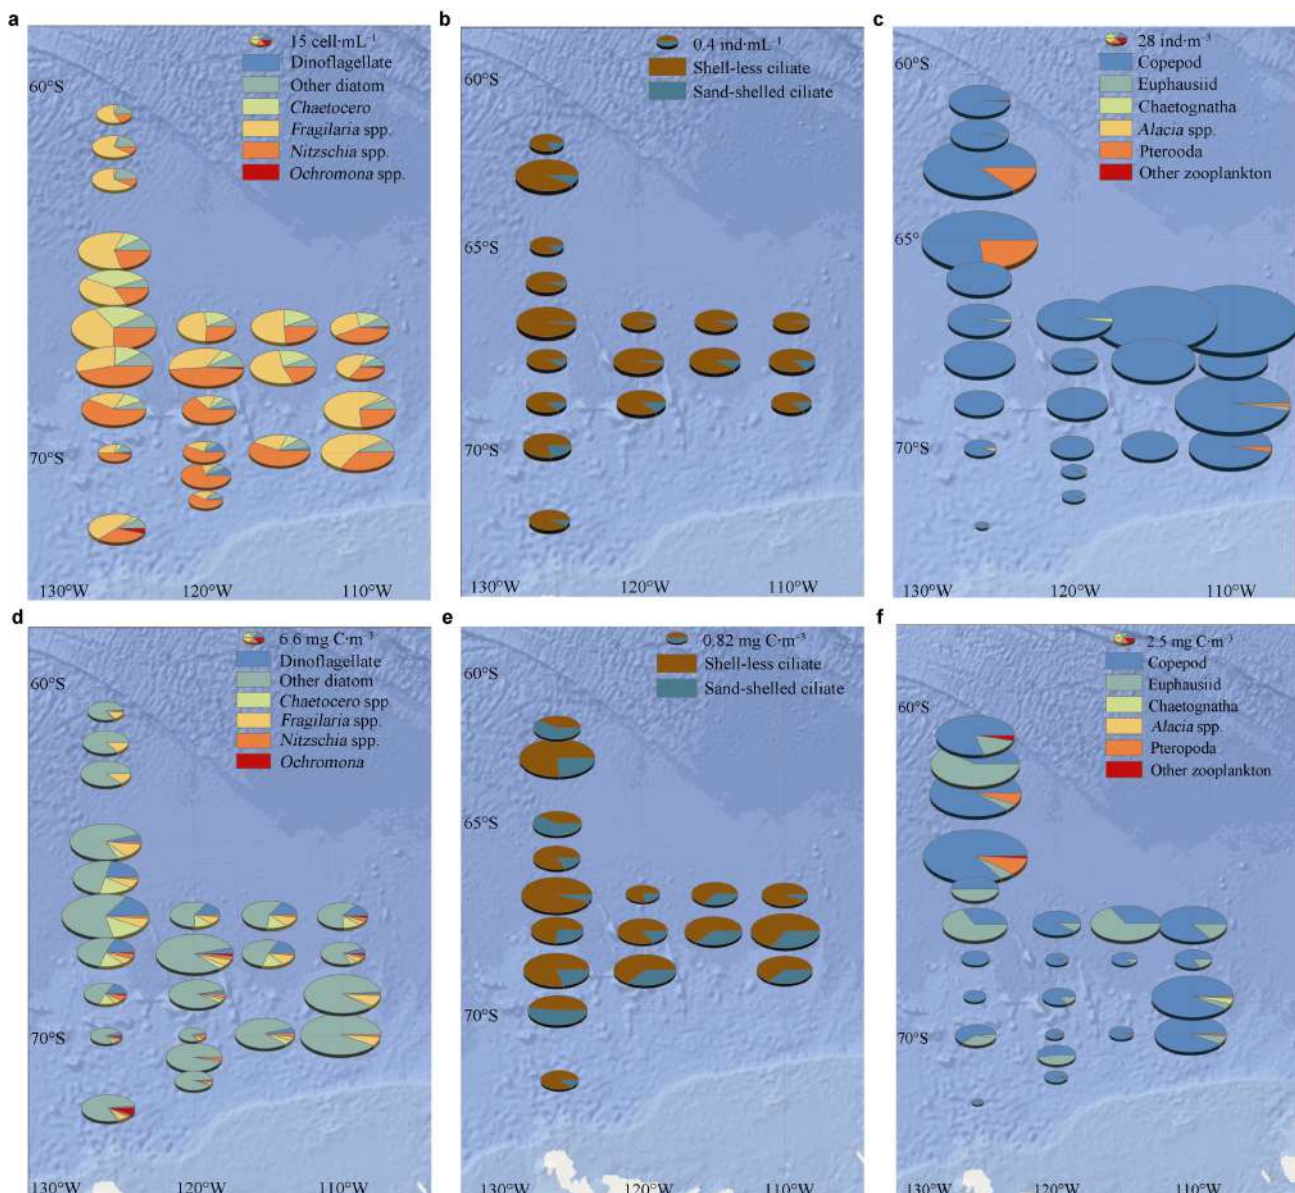 a
15 cell·mL⁻¹
Dinoflagellate
Other diatom
Chaetocero
Fragilaria spp.
Nitzschia spp.
Ochromona spp.
60°S
70°S
130°W 120°W 110°W
b
0.4 ind·mL⁻¹
Shell-less ciliate
Sand-shelled ciliate
60°S
65°S
70°S
130°W 120°W 110°W
c
28 ind·m⁻³
Copepod
Euphausiid
Chaetognatha
Alacia spp.
Pterooda
Other zooplankton
60°S
65°
70°S
130°W 120°W 110°W
d
6.6 mg C·m⁻³
Dinoflagellate
Other diatom
Chaetocero spp.
Fragilaria spp.
Nitzschia spp.
Ochromona
60°S
70°S
130°W 120°W 110°W
e
0.82 mg C·m⁻³
Shell-less ciliate
Sand-shelled ciliate
60°S
65°S
70°S
130°W 120°W 110°W
f
2.5 mg C·m⁻³
Copepod
Euphausiid
Chaetognatha
Alacia spp.
Pteropoda
Other zooplankton
60°S
70°S
130°W 120°W 110°W